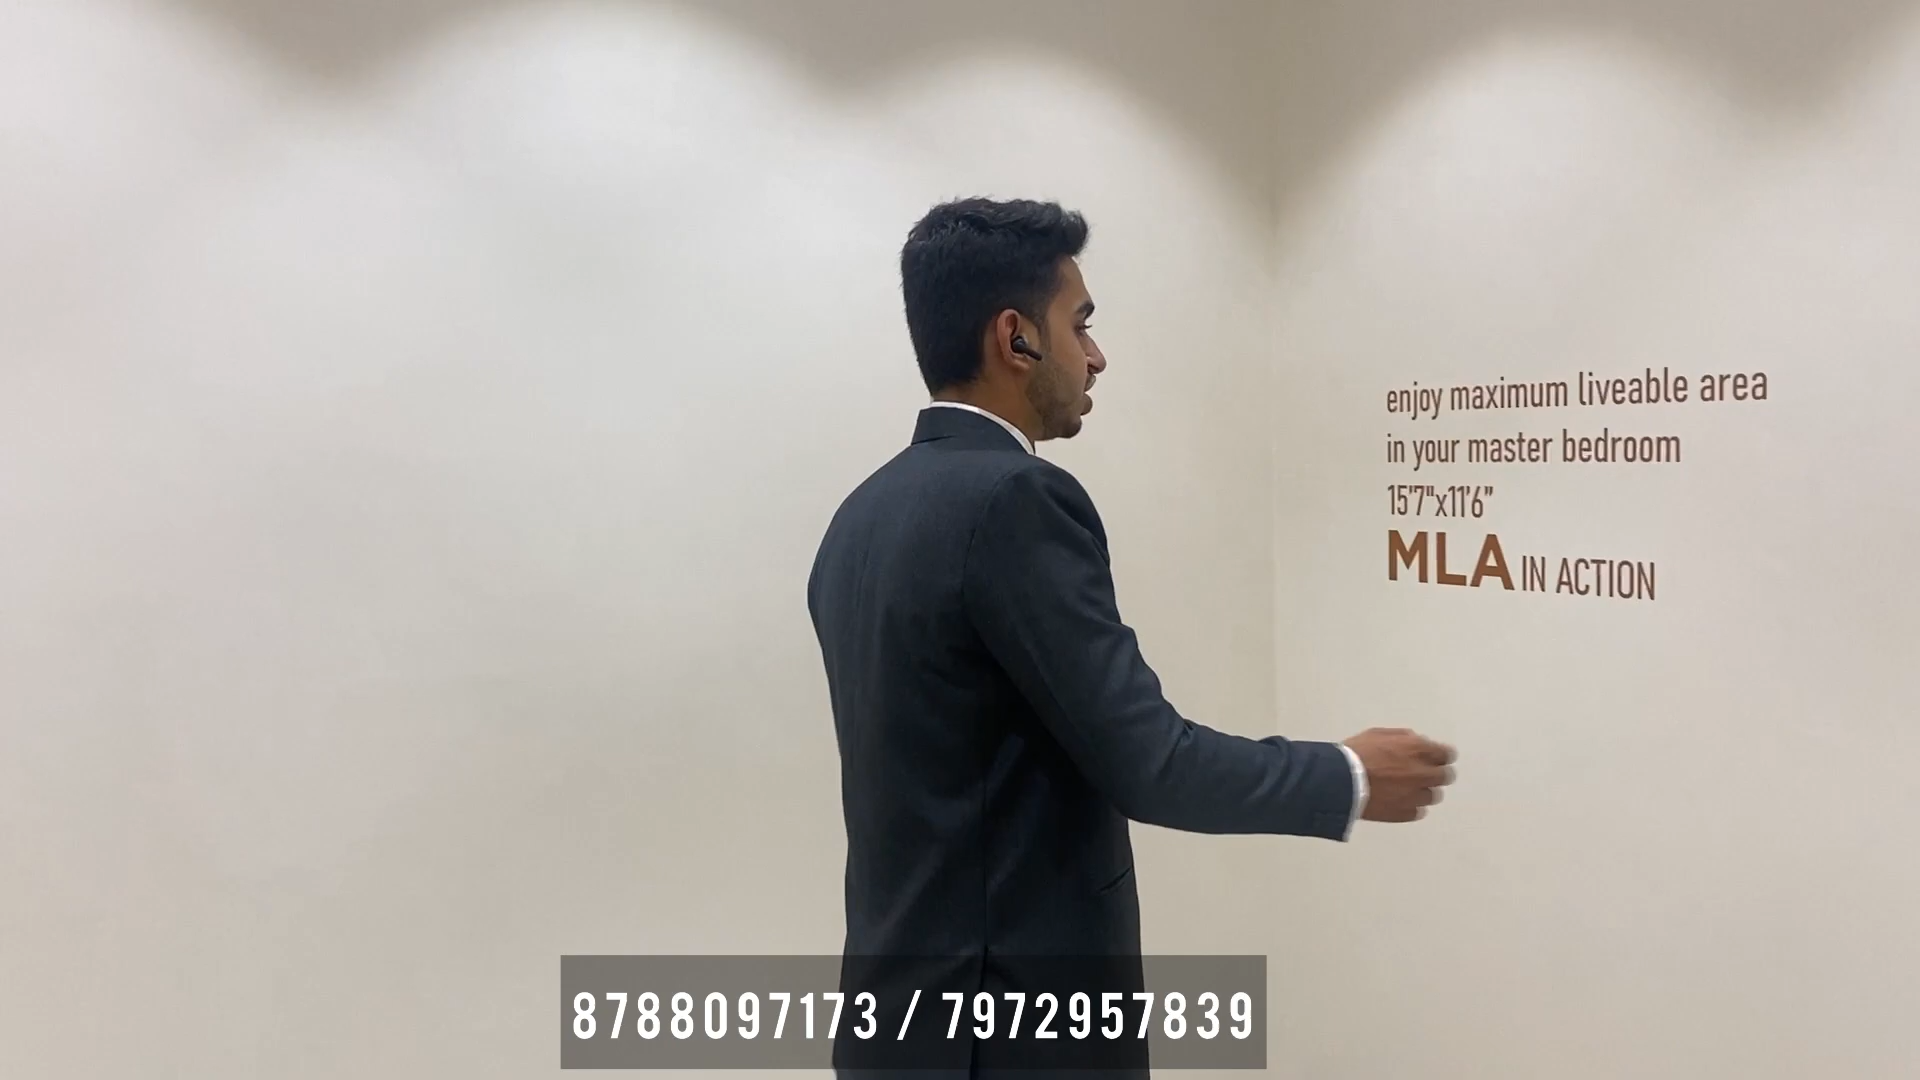 enjoy maximum liveable area
in your master bedroom
15'7"x11'6"
MLA IN ACTION
8788097173 / 7972957839